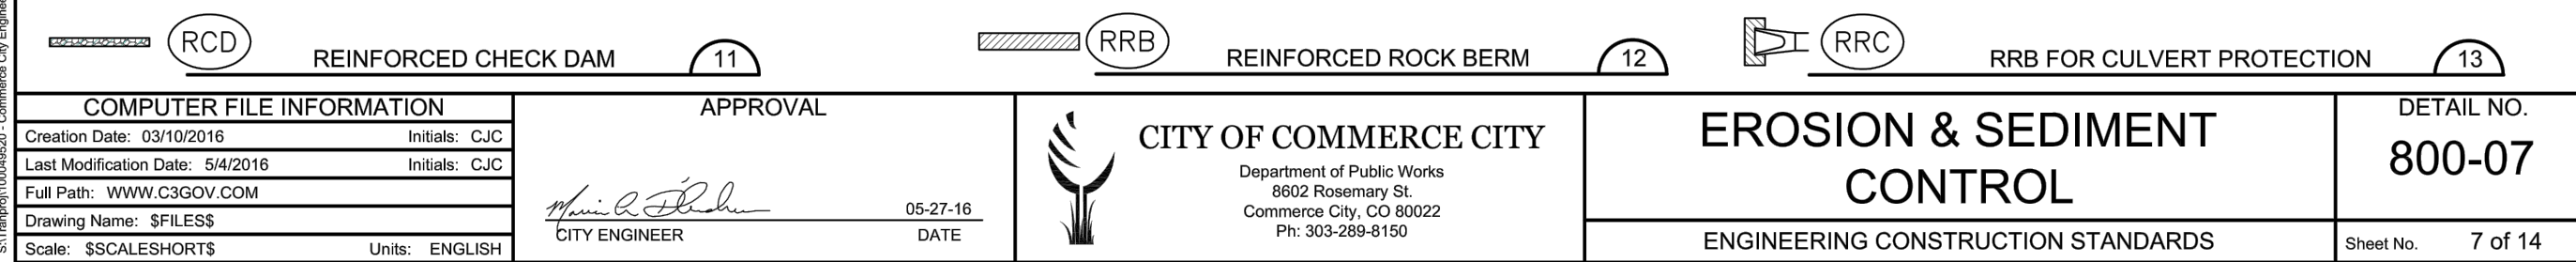 RCD
REINFORCED CHECK DAM
11
RRB
REINFORCED ROCK BERM
12
RRC
RRB FOR CULVERT PROTECTION
13
COMPUTER FILE INFORMATION
Creation Date: 03/10/2016 Initials: CJC
Last Modification Date: 5/4/2016 Initials: CJC
Full Path: WWW.C3GOV.COM
Drawing Name: $FILES$
Scale: $SCALESHORT$ Units: ENGLISH
APPROVAL
05-27-16
CITY ENGINEER DATE
CITY OF COMMERCE CITY
Department of Public Works
8602 Rosemary St.
Commerce City, CO 80022
Ph: 303-289-8150
EROSION & SEDIMENT
CONTROL
ENGINEERING CONSTRUCTION STANDARDS
DETAIL NO.
800-07
Sheet No. 7 of 14